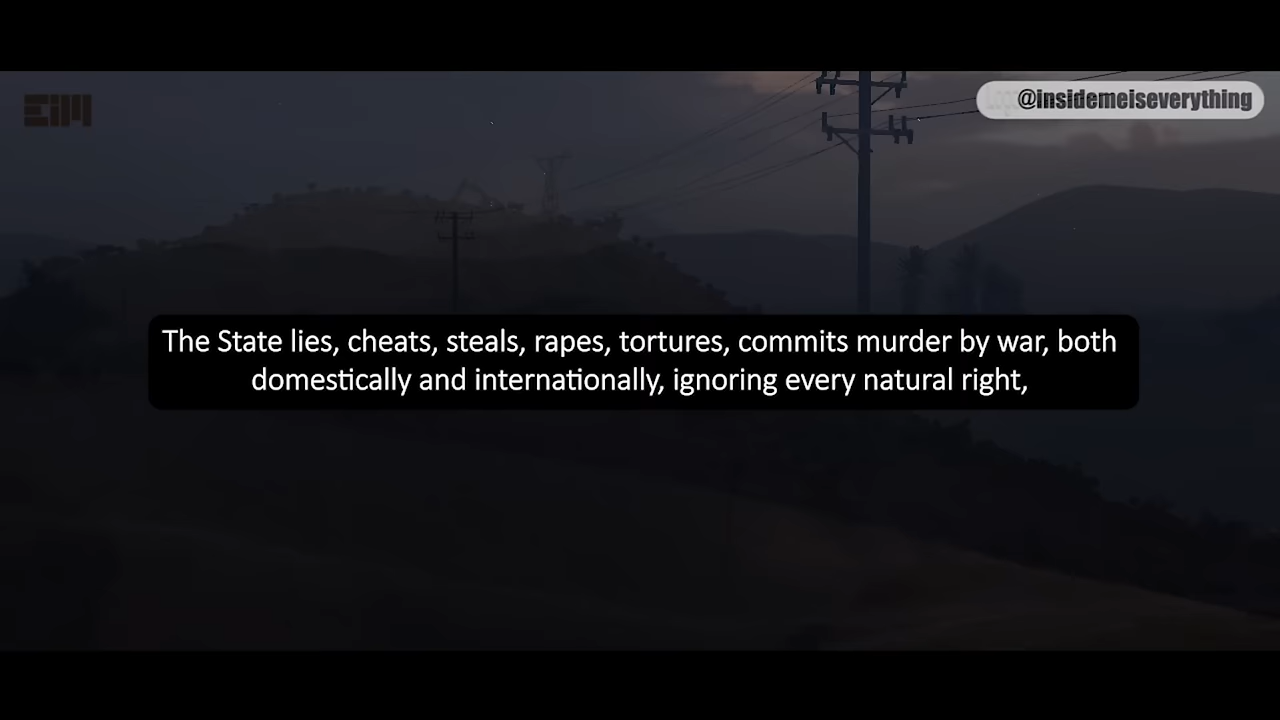 EiM
@insidemeiseverything
The State lies, cheats, steals, rapes, tortures, commits murder by war, both
domestically and internationally, ignoring every natural right,